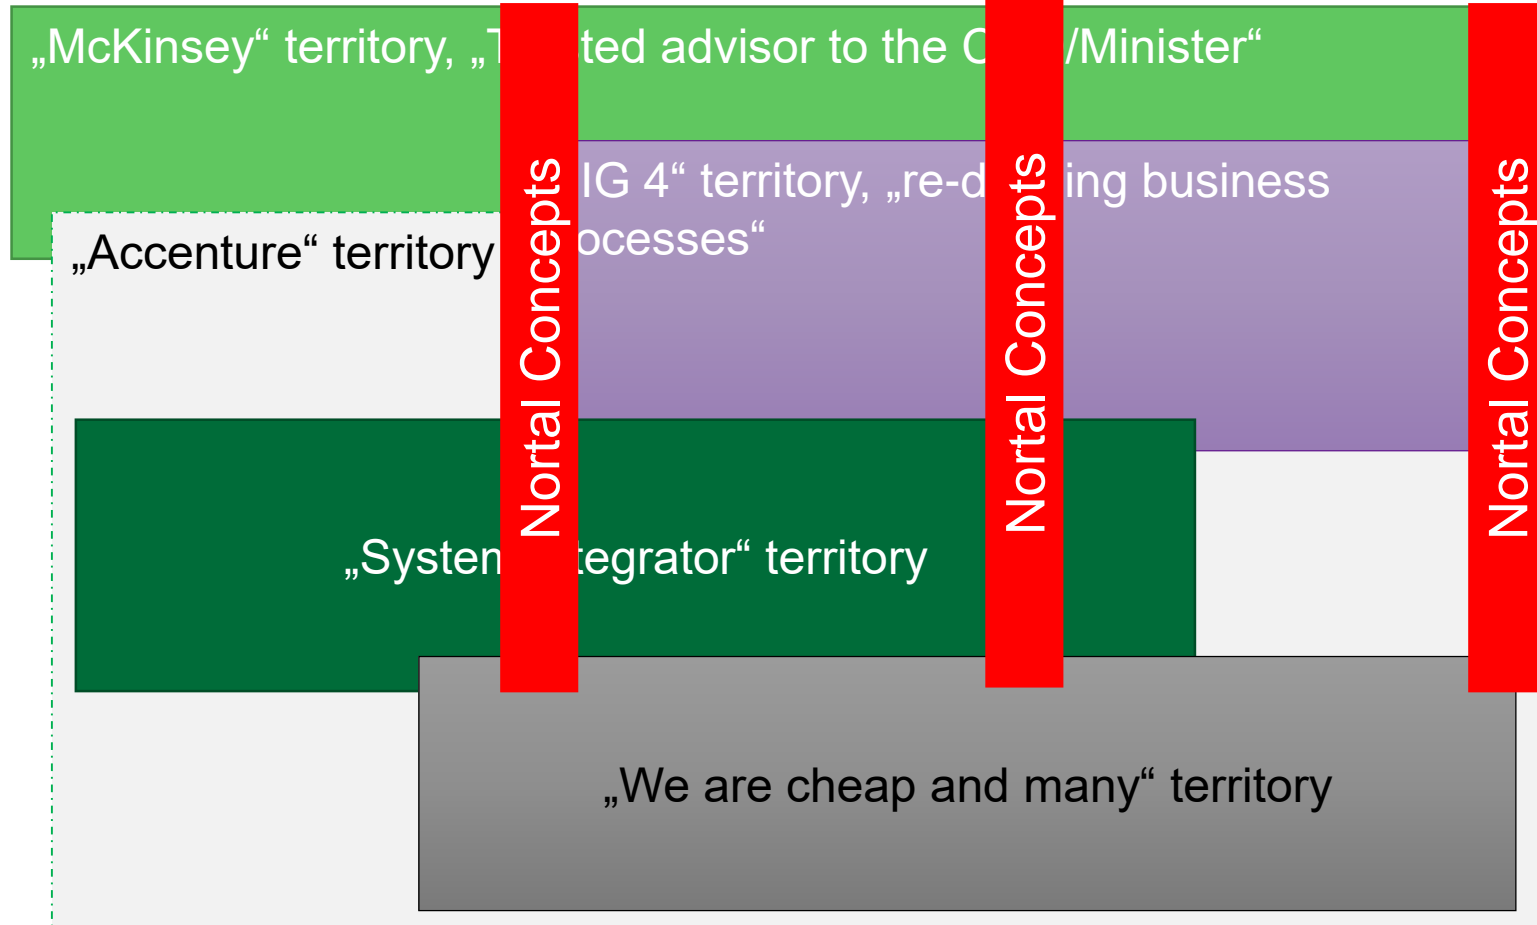 „McKinsey“ territory, „T ted advisor to the C /Minister“
IG 4“ territory, „re-d ing business
ocesses“
„Accenture“ territory
Nortal Concepts
Nortal Concepts
Nortal Concepts
„System tegrator“ territory
„We are cheap and many“ territory